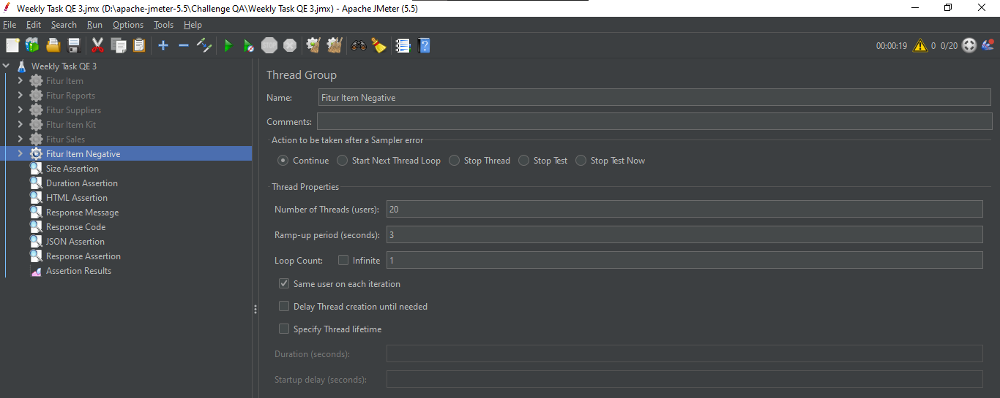 Weekly Task QE 3.jmx (D:\apache-jmeter-5.5\Challenge QA\Weekly Task QE 3.jmx) - Apache JMeter (5.5)
File Edit Search Run Options Tools Help
STOP 00:00:19 0 0/20
Weekly Task QE 3
Fitur Item
Fitur Reports
Fitur Suppliers
FItur Item Kit
Fitur Sales
Fitur Item Negative
Size Assertion
Duration Assertion
HTML Assertion
Response Message
Response Code
JSON Assertion
Response Assertion
Assertion Results
Thread Group
Name: Fitur Item Negative
Comments:
Action to be taken after a Sampler error
Continue Start Next Thread Loop Stop Thread Stop Test Stop Test Now
Thread Properties
Number of Threads (users): 20
Ramp-up period (seconds): 3
Loop Count: Infinite 1
Same user on each iteration
Delay Thread creation until needed
Specify Thread lifetime
Duration (seconds):
Startup delay (seconds):